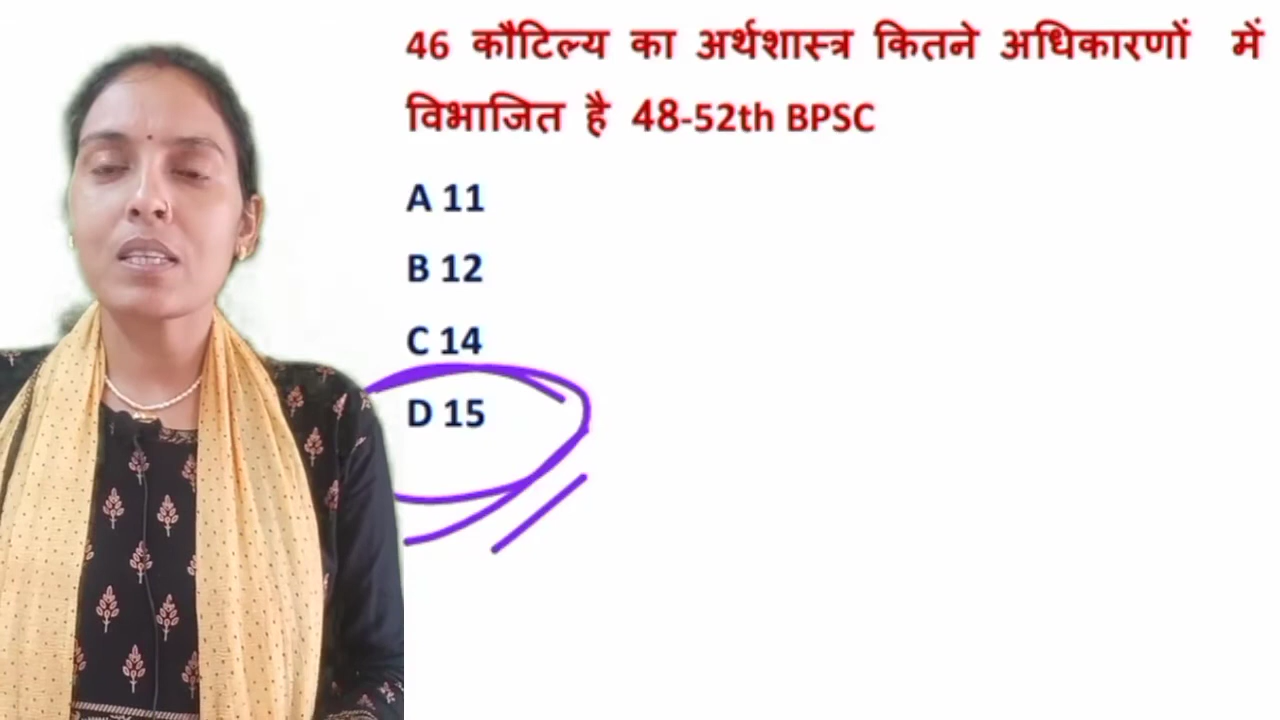 46 कौटिल्य का अर्थशास्त्र कितने अधिकारणों में
विभाजित है 48-52th BPSC
A 11
B 12
C 14
D 15